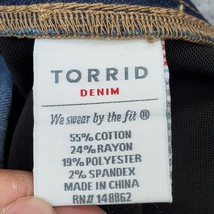 TORRID
DENIM
We swear by the fit ®
55% COTTON
24% RAYON
19% POLYESTER
2% SPANDEX
MADE IN CHINA
RN# 148862